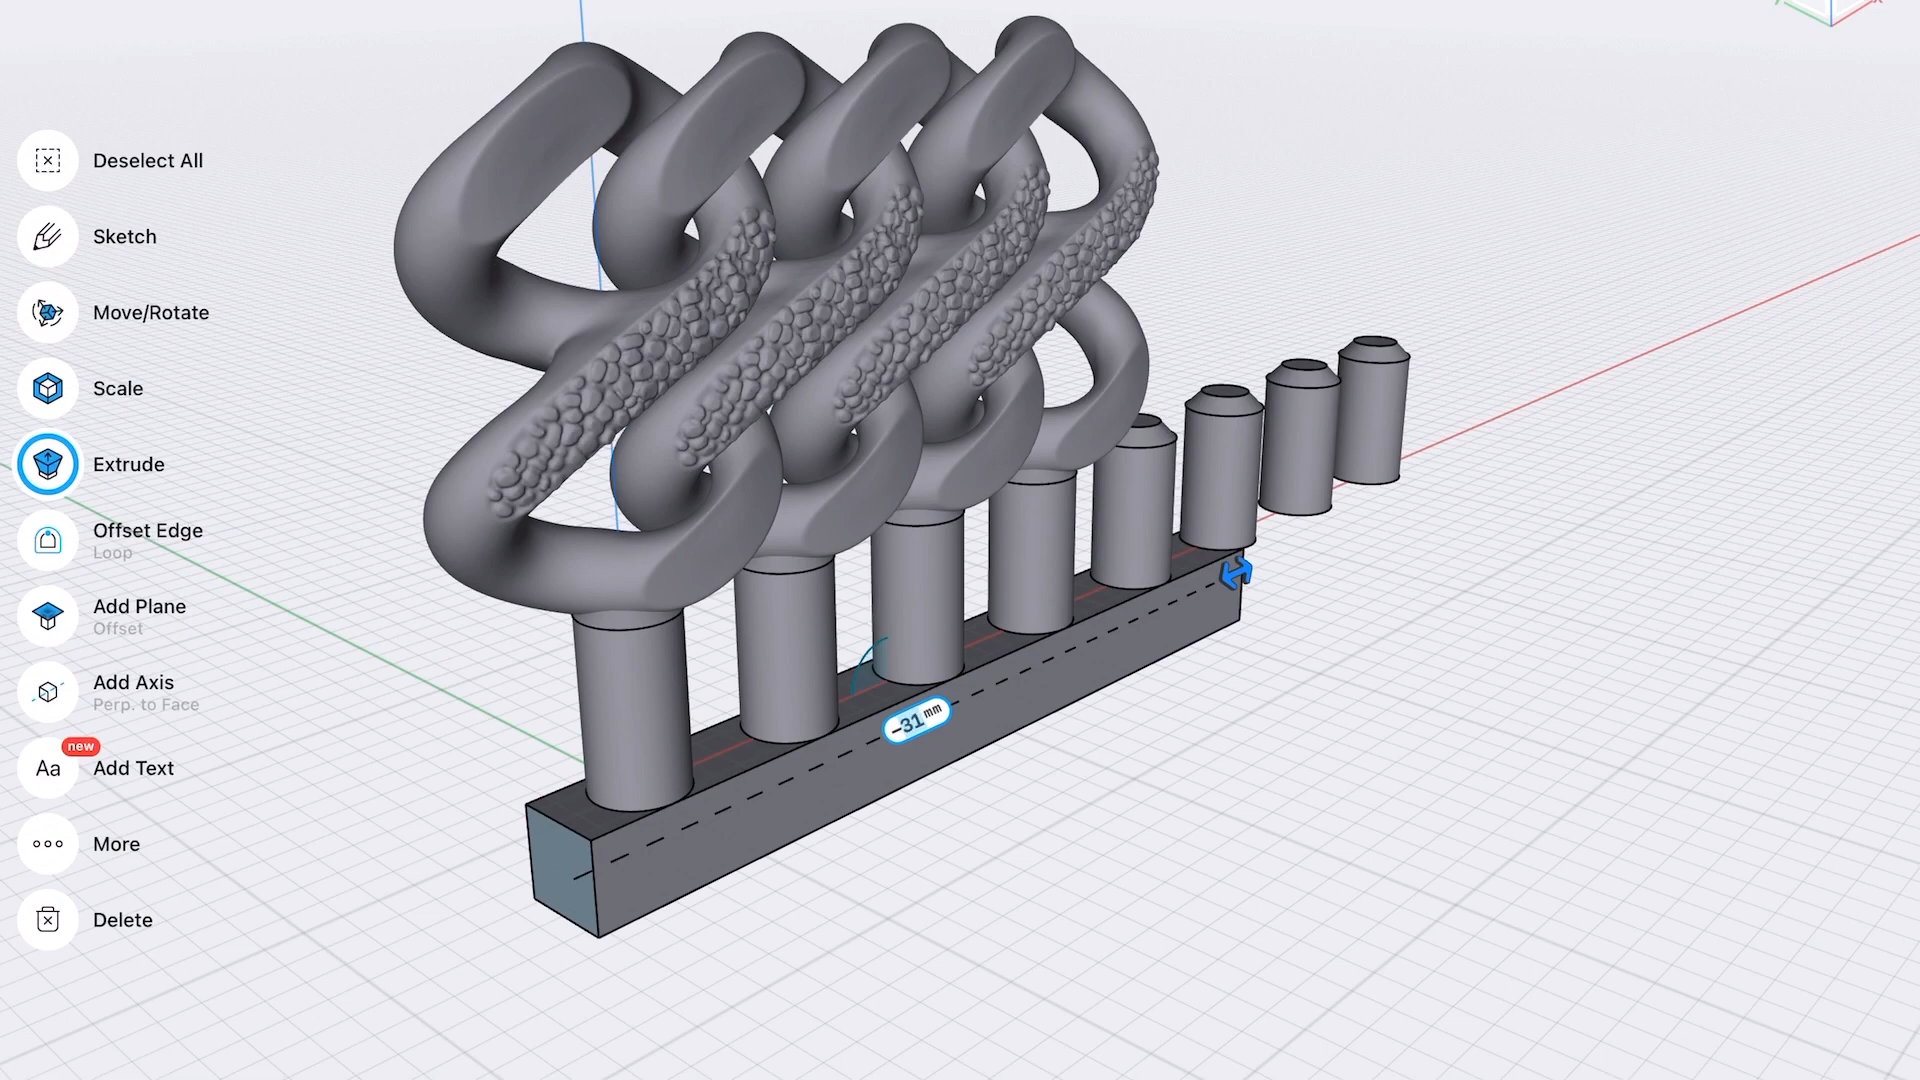 Deselect All
Sketch
Move/Rotate
Scale
Extrude
Offset Edge
Loop
Add Plane
Offset
Add Axis
Perp. to Face
new
Aa
Add Text
More
Delete
-31 mm